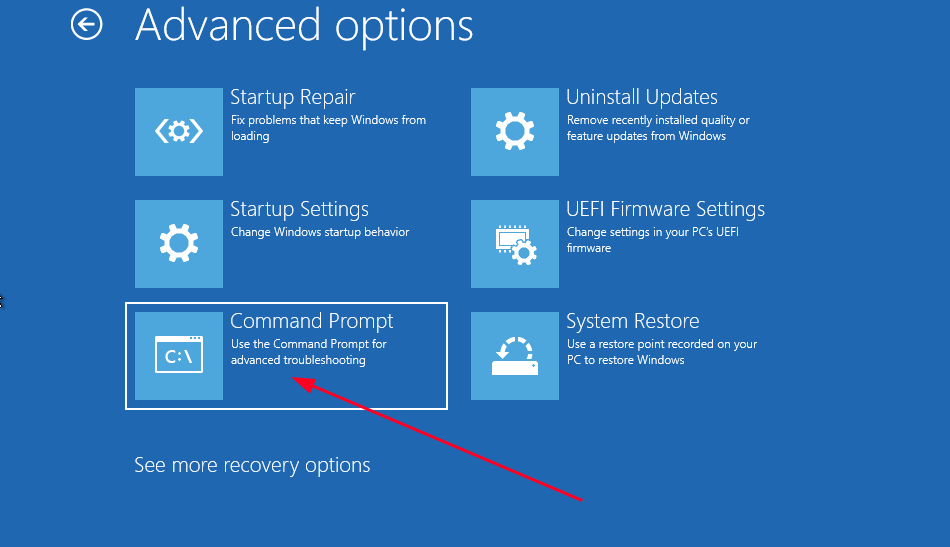 Advanced options
Startup Repair
Fix problems that keep Windows from
loading
Uninstall Updates
Remove recently installed quality or
feature updates from Windows
Startup Settings
Change Windows startup behavior
UEFI Firmware Settings
Change settings in your PC's UEFI
firmware
C:\
Command Prompt
Use the Command Prompt for
advanced troubleshooting
System Restore
Use a restore point recorded on your
PC to restore Windows
See more recovery options